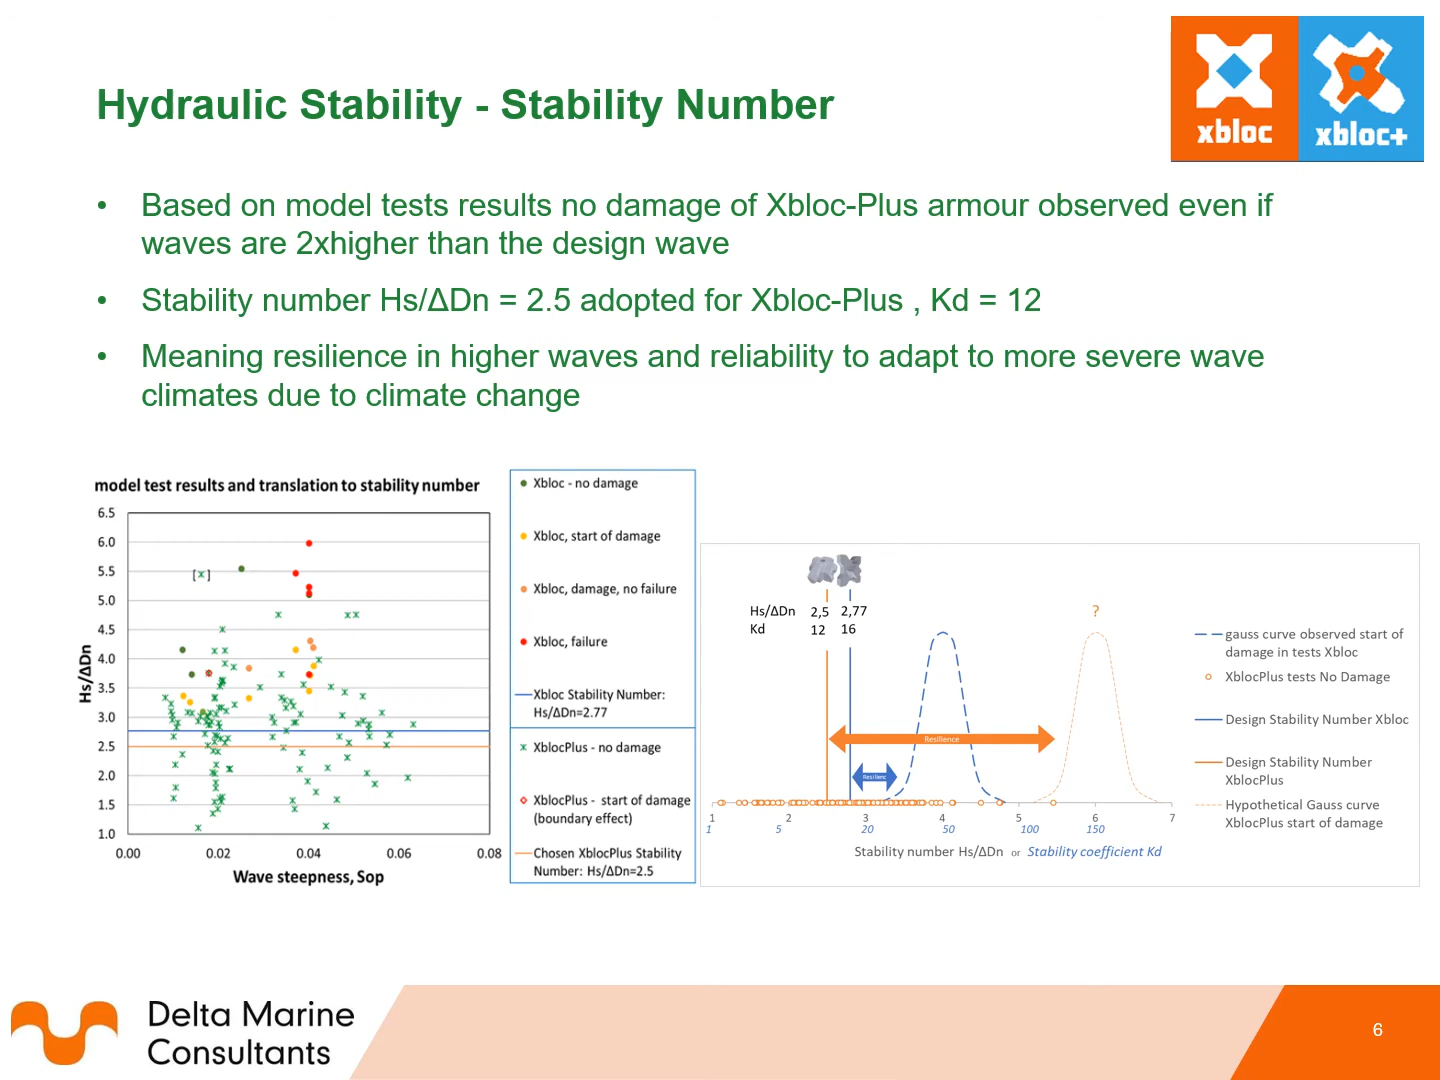 xbloc
xbloc+
Hydraulic Stability - Stability Number
• Based on model tests results no damage of Xbloc-Plus armour observed even if
waves are 2xhigher than the design wave
• Stability number Hs/ΔDn = 2.5 adopted for Xbloc-Plus , Kd = 12
• Meaning resilience in higher waves and reliability to adapt to more severe wave
climates due to climate change
model test results and translation to stability number
Hs/ΔDn
6.5
6.0
5.5
5.0
4.5
4.0
3.5
3.0
2.5
2.0
1.5
1.0
[ ]
0.00 0.02 0.04 0.06 0.08
Wave steepness, Sop
Xbloc - no damage
Xbloc, start of damage
Xbloc, damage, no failure
Xbloc, failure
Xbloc Stability Number:
Hs/ΔDn=2.77
XblocPlus - no damage
XblocPlus - start of damage
(boundary effect)
Chosen XblocPlus Stability
Number: Hs/ΔDn=2.5
Hs/ΔDn 2,5 2,77
Kd 12 16
?
Resilience
Resilienc
1 2 3 4 5 6 7
1 5 20 50 100 150
Stability number Hs/ΔDn or Stability coefficient Kd
gauss curve observed start of
damage in tests Xbloc
XblocPlus tests No Damage
Design Stability Number Xbloc
Design Stability Number
XblocPlus
Hypothetical Gauss curve
XblocPlus start of damage
Delta Marine
Consultants
6